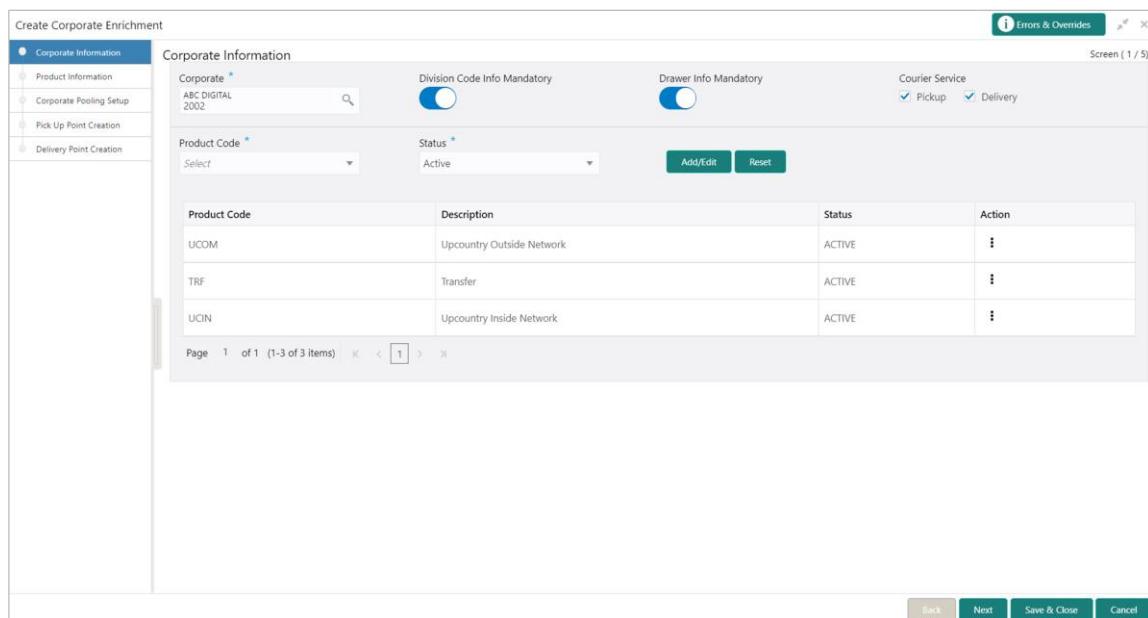 Create Corporate Enrichment
Errors & Overrides
Corporate Information
Product Information
Corporate Pooling Setup
Pick Up Point Creation
Delivery Point Creation
Corporate Information
Screen ( 1 / 5)
Corporate *
Division Code Info Mandatory
Drawer Info Mandatory
Courier Service
ABC DIGITAL
2002
Pickup
Delivery
Product Code *
Status *
Select
Active
Add/Edit
Reset
Product Code Description Status Action
UCOM Upcountry Outside Network ACTIVE
TRF Transfer ACTIVE
UCIN Upcountry Inside Network ACTIVE
Page 1 of 1 (1-3 of 3 items) 1
Back
Next
Save & Close
Cancel